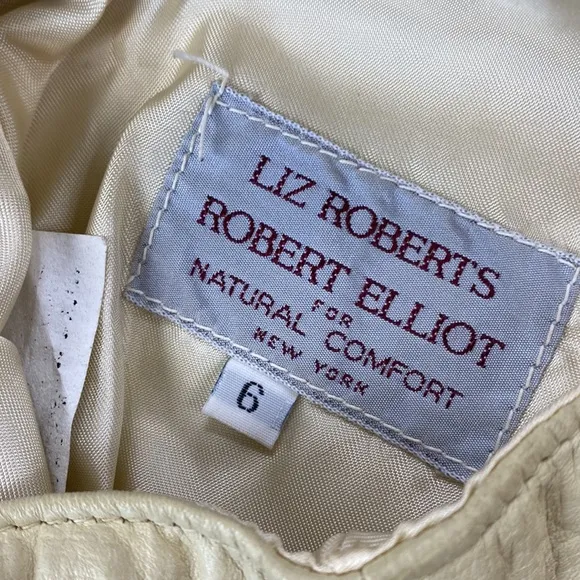 LIZ ROBERTS
ROBERT ELLIOT
FOR
NATURAL COMFORT
NEW YORK
6